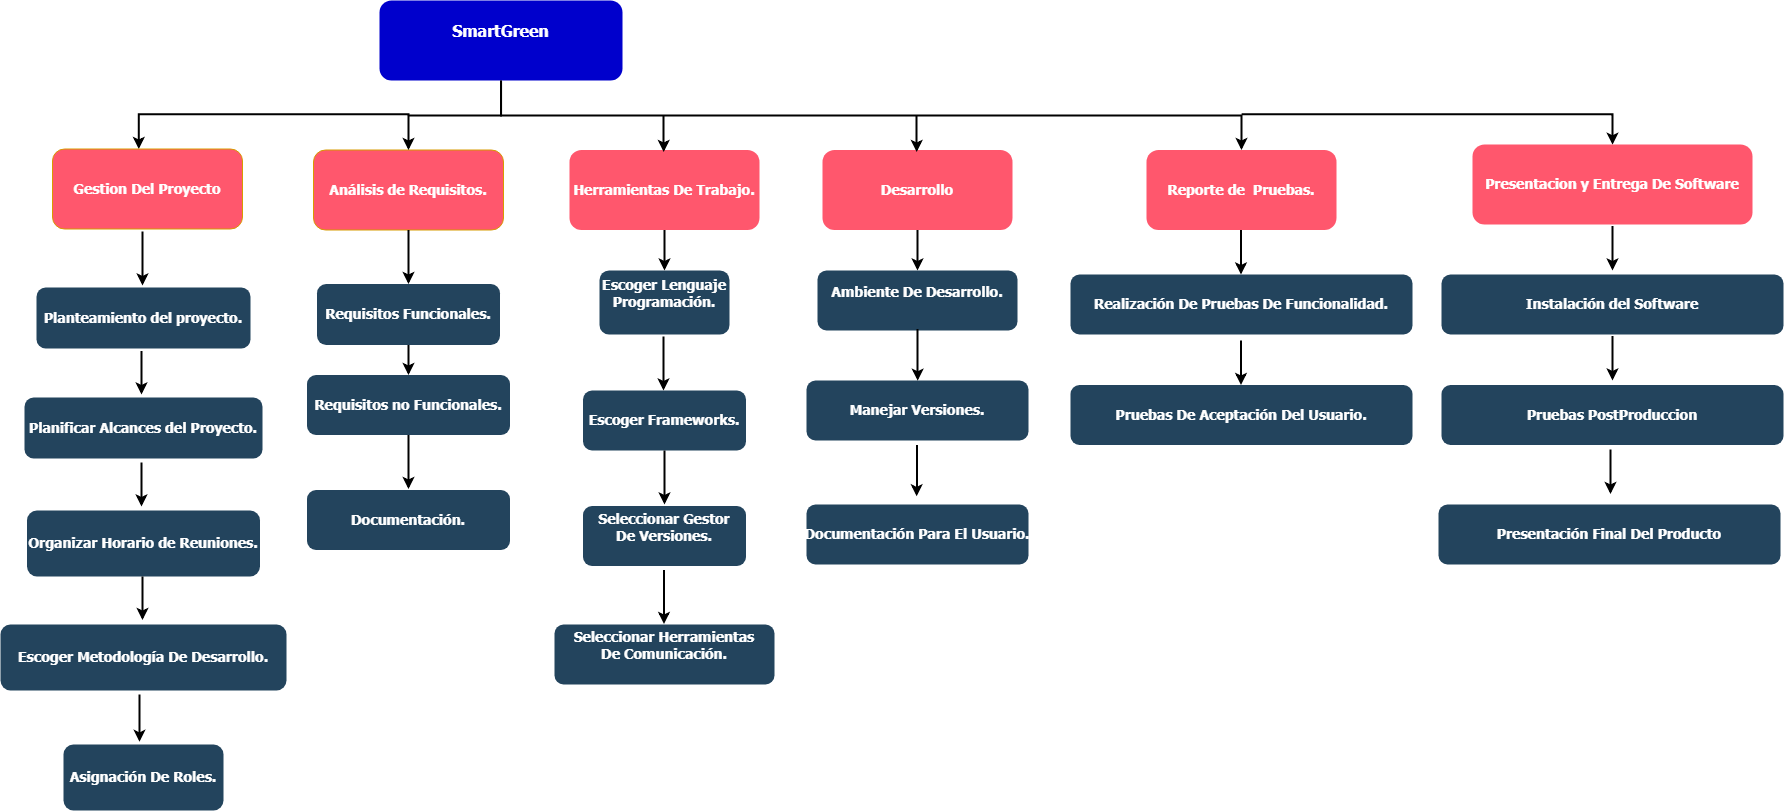 SmartGreen
Gestion Del Proyecto
Análisis de Requisitos.
Herramientas De Trabajo.
Desarrollo
Reporte de  Pruebas.
Presentacion y Entrega De Software
Planteamiento del proyecto.
Planificar Alcances del Proyecto.
Organizar Horario de Reuniones.
Escoger Metodología De Desarrollo.
Asignación De Roles.
Requisitos Funcionales.
Requisitos no Funcionales.
Documentación.
Escoger Lenguaje
Programación.
Escoger Frameworks.
Seleccionar Gestor
De Versiones.
Seleccionar Herramientas
De Comunicación.
Ambiente De Desarrollo.
Manejar Versiones.
Documentación Para El Usuario.
Realización De Pruebas De Funcionalidad.
Pruebas De Aceptación Del Usuario.
Instalación del Software
Pruebas PostProduccion
Presentación Final Del Producto